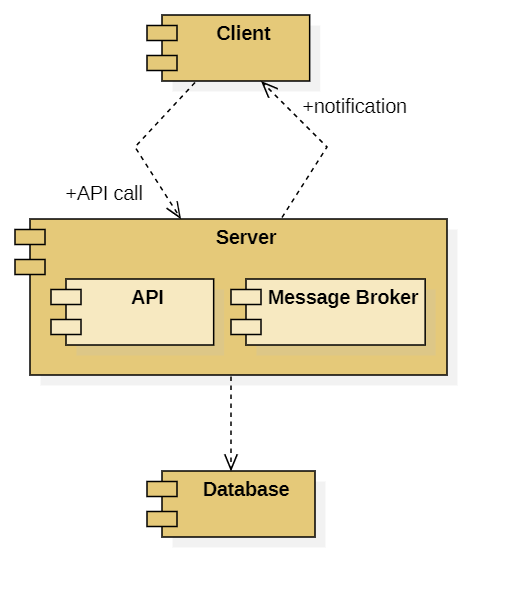 Client
+notification
+API call
Server
API
Message Broker
Database